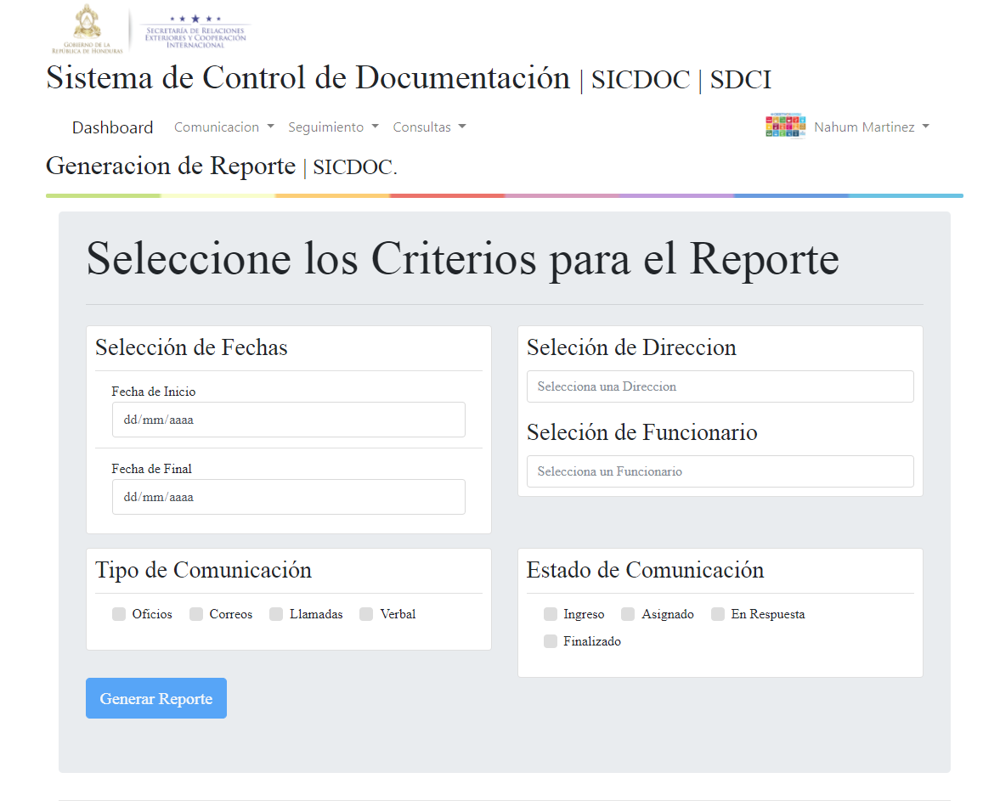 GOBIERNO DE LA
REPÚBLICA DE HONDURAS
SECRETARÍA DE RELACIONES
EXTERIORES Y COOPERACIÓN
INTERNACIONAL
Sistema de Control de Documentación | SICDOC | SDCI
Dashboard Comunicacion Seguimiento Consultas Nahum Martinez
Generacion de Reporte | SICDOC.
Seleccione los Criterios para el Reporte
Selección de Fechas
Fecha de Inicio
dd/mm/aaaa
Fecha de Final
dd/mm/aaaa
Seleción de Direccion
Selecciona una Direccion
Seleción de Funcionario
Selecciona un Funcionario
Tipo de Comunicación
Oficios Correos Llamadas Verbal
Estado de Comunicación
Ingreso Asignado En Respuesta
Finalizado
Generar Reporte